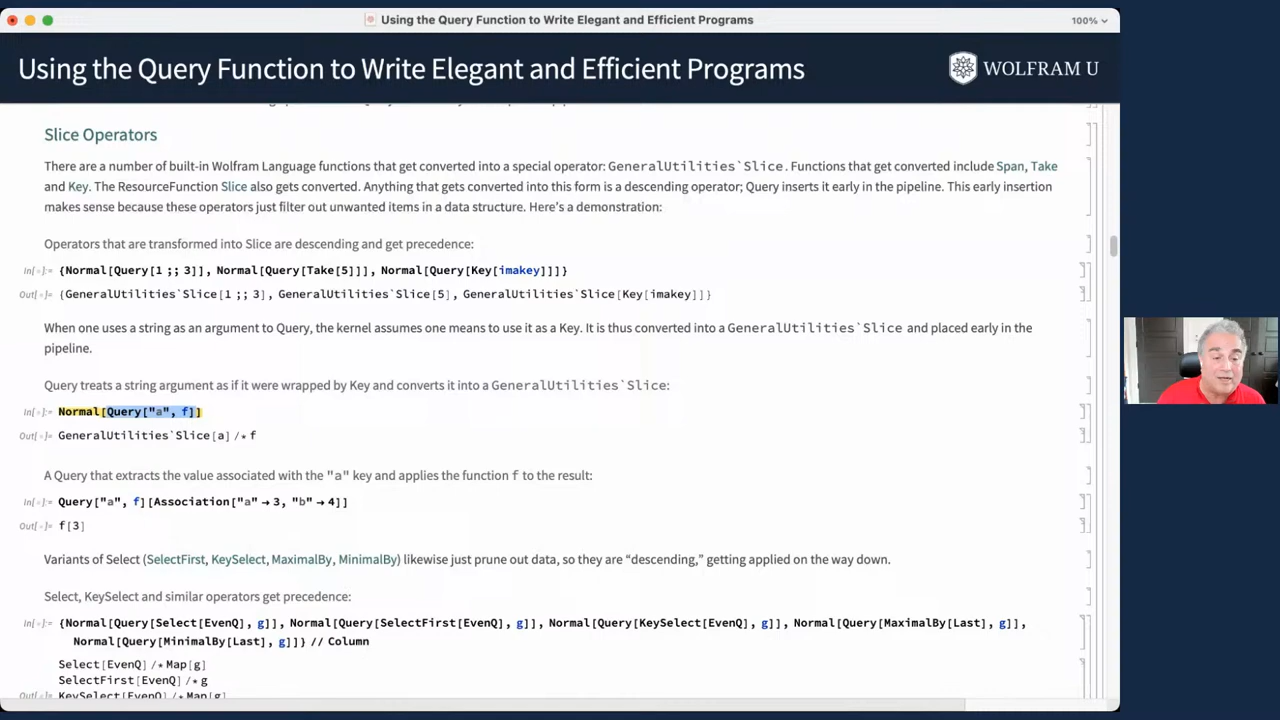 Using the Query Function to Write Elegant and Efficient Programs
100%
Using the Query Function to Write Elegant and Efficient Programs
WOLFRAM U
Slice Operators
There are a number of built-in Wolfram Language functions that get converted into a special operator: GeneralUtilities`Slice. Functions that get converted include Span, Take
and Key. The ResourceFunction Slice also gets converted. Anything that gets converted into this form is a descending operator; Query inserts it early in the pipeline. This early insertion
makes sense because these operators just filter out unwanted items in a data structure. Here's a demonstration:
Operators that are transformed into Slice are descending and get precedence:
In[∘]:= {Normal[Query[1 ;; 3]], Normal[Query[Take[5]]], Normal[Query[Key[imakey]]]}
Out[∘]= {GeneralUtilities`Slice[1 ;; 3], GeneralUtilities`Slice[5], GeneralUtilities`Slice[Key[imakey]]}
When one uses a string as an argument to Query, the kernel assumes one means to use it as a Key. It is thus converted into a GeneralUtilities`Slice and placed early in the
pipeline.
Query treats a string argument as if it were wrapped by Key and converts it into a GeneralUtilities`Slice:
In[∘]:= Normal[Query["a", f]]
Out[∘]= GeneralUtilities`Slice[a] /* f
A Query that extracts the value associated with the "a" key and applies the function f to the result:
In[∘]:= Query["a", f][Association["a" → 3, "b" → 4]]
Out[∘]= f[3]
Variants of Select (SelectFirst, KeySelect, MaximalBy, MinimalBy) likewise just prune out data, so they are “descending,” getting applied on the way down.
Select, KeySelect and similar operators get precedence:
In[∘]:= {Normal[Query[Select[EvenQ], g]], Normal[Query[SelectFirst[EvenQ], g]], Normal[Query[KeySelect[EvenQ], g]], Normal[Query[MaximalBy[Last], g]],
Normal[Query[MinimalBy[Last], g]]} // Column
Select[EvenQ] /* Map[g]
SelectFirst[EvenQ] /* g
Out[∘]= KeySelect[EvenQ] /* Map[g]